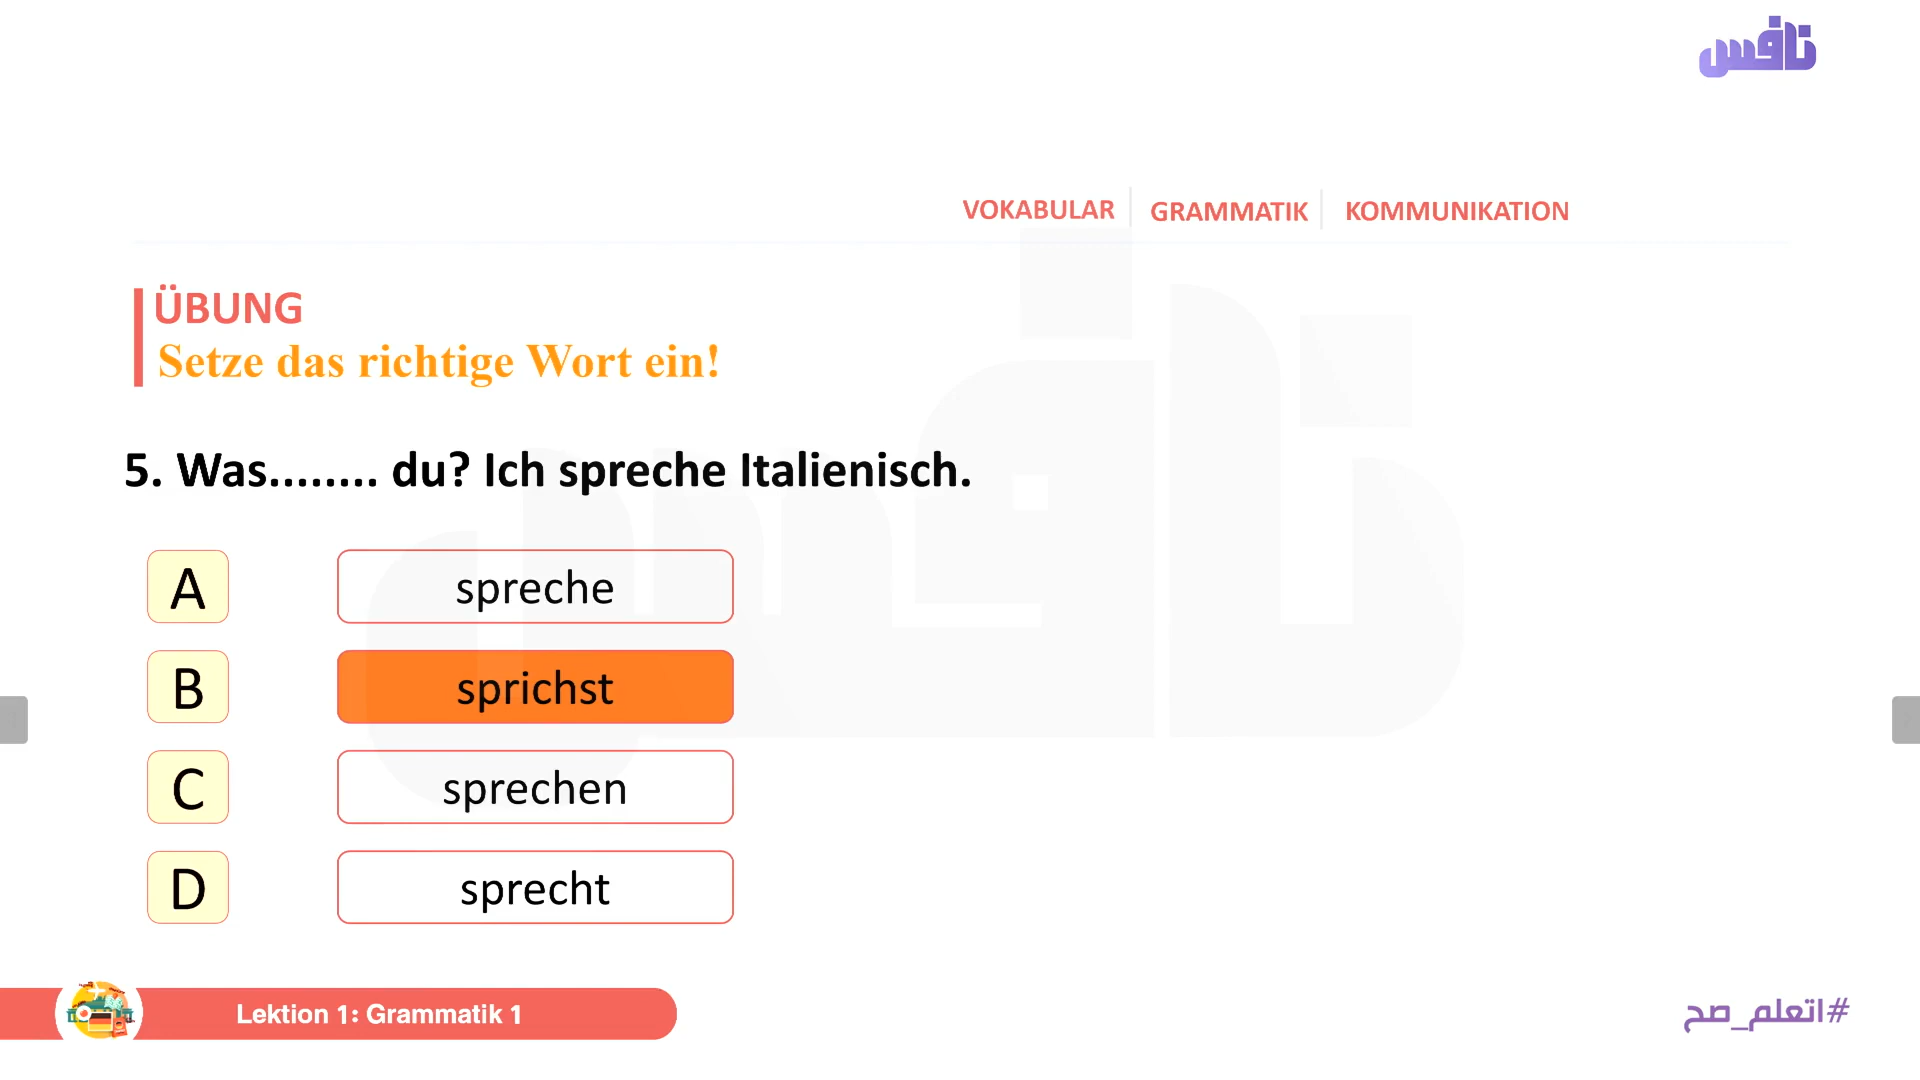 نافس
VOKABULAR
GRAMMATIK
KOMMUNIKATION
ÜBUNG
Setze das richtige Wort ein!
5. Was........ du? Ich spreche Italienisch.
A spreche
B sprichst
C sprechen
D sprecht
Lektion 1: Grammatik 1
#اتعلم_صح